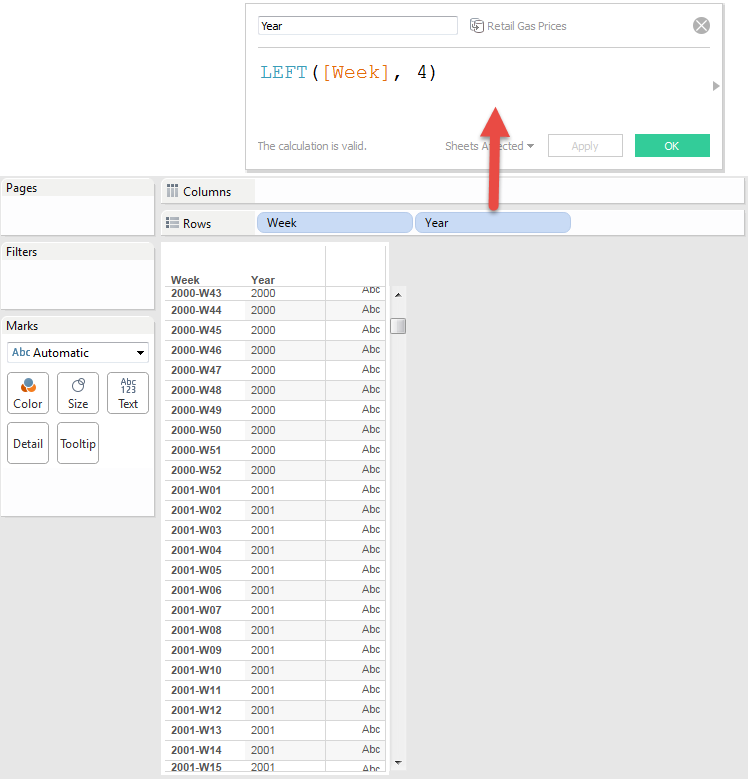 Year Retail Gas Prices
LEFT([Week], 4)
The calculation is valid. Sheets Affected Apply OK
Pages
Columns
Rows Week Year
Filters
Marks
Abc Automatic
Color Size Abc 123 Text
Detail Tooltip
Week Year
2000-W43 2000 Abc
2000-W44 2000 Abc
2000-W45 2000 Abc
2000-W46 2000 Abc
2000-W47 2000 Abc
2000-W48 2000 Abc
2000-W49 2000 Abc
2000-W50 2000 Abc
2000-W51 2000 Abc
2000-W52 2000 Abc
2001-W01 2001 Abc
2001-W02 2001 Abc
2001-W03 2001 Abc
2001-W04 2001 Abc
2001-W05 2001 Abc
2001-W06 2001 Abc
2001-W07 2001 Abc
2001-W08 2001 Abc
2001-W09 2001 Abc
2001-W10 2001 Abc
2001-W11 2001 Abc
2001-W12 2001 Abc
2001-W13 2001 Abc
2001-W14 2001 Abc
2001-W15 2001 Abc